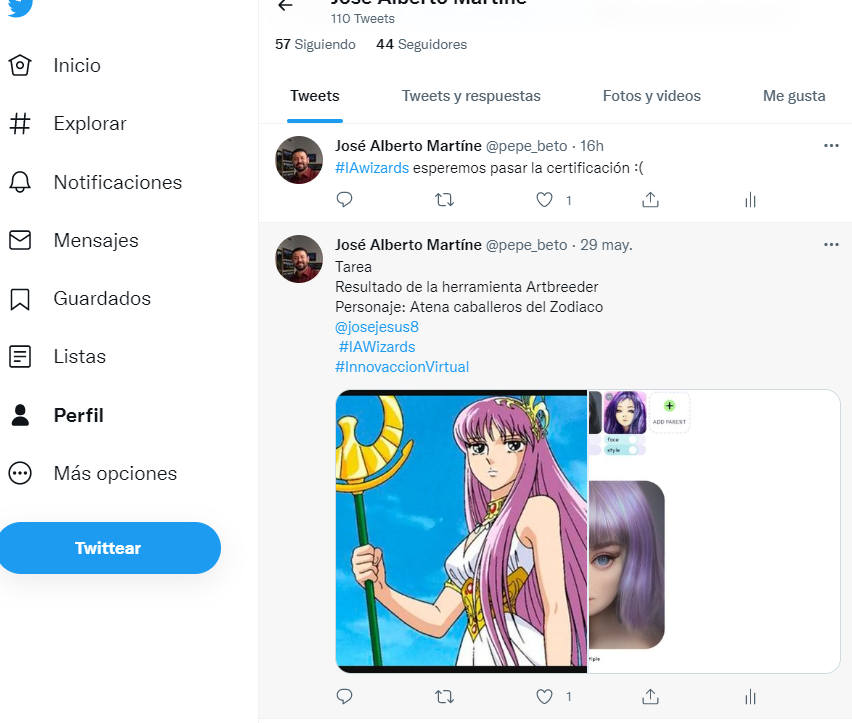 José Alberto Martíne
110 Tweets
57 Siguiendo 44 Seguidores
Inicio
Explorar
Notificaciones
Mensajes
Guardados
Listas
Perfil
Más opciones
Twittear
Tweets Tweets y respuestas Fotos y videos Me gusta
José Alberto Martíne @pepe_beto · 16h
#IAwizards esperemos pasar la certificación :(
1
José Alberto Martíne @pepe_beto · 29 may.
Tarea
Resultado de la herramienta Artbreeder
Personaje: Atena caballeros del Zodiaco
@josejesus8
#IAWizards
#InnovaccionVirtual
ADD PARENT
face
style
1